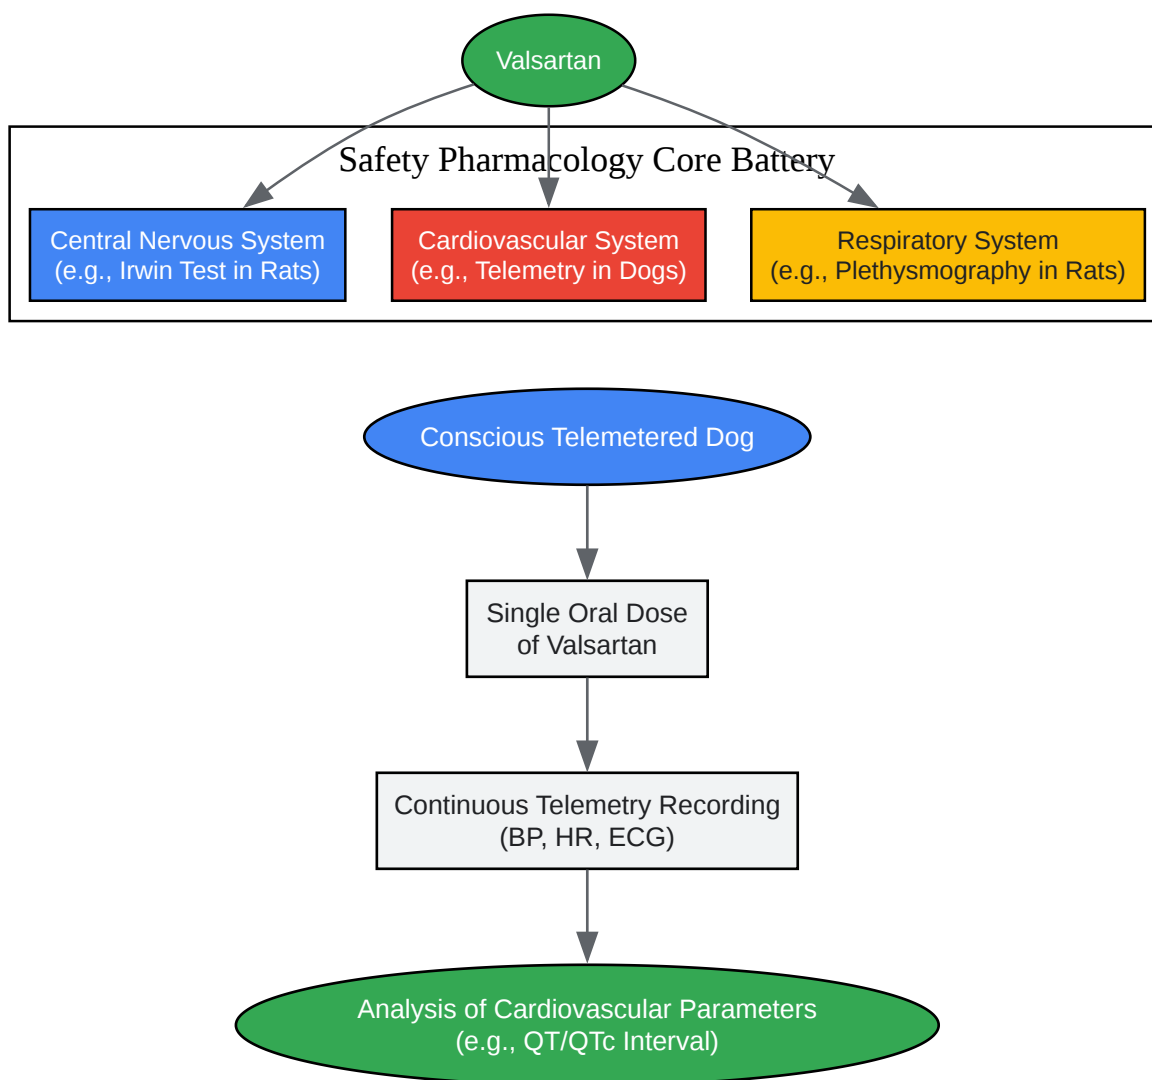 Valsartan
Safety Pharmacology Core Battery
Central Nervous System
(e.g., Irwin Test in Rats)
Cardiovascular System
(e.g., Telemetry in Dogs)
Respiratory System
(e.g., Plethysmography in Rats)
Conscious Telemetered Dog
Single Oral Dose
of Valsartan
Continuous Telemetry Recording
(BP, HR, ECG)
Analysis of Cardiovascular Parameters
(e.g., QT/QTc Interval)